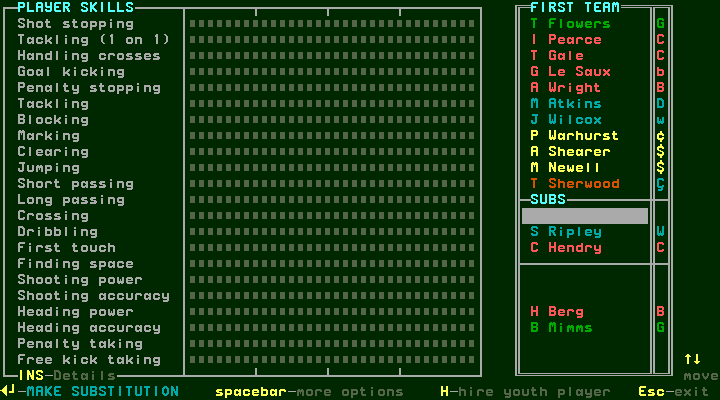 PLAYER SKILLS
Shot stopping
Tackling (1 on 1)
Handling crosses
Goal kicking
Penalty stopping
Tackling
Blocking
Marking
Clearing
Jumping
Short passing
Long passing
Crossing
Dribbling
First touch
Finding space
Shooting power
Shooting accuracy
Heading power
Heading accuracy
Penalty taking
Free kick taking
INS-Details
FIRST TEAM
T Flowers G
I Pearce C
T Gale C
G Le Saux b
A Wright B
M Atkins D
J Wilcox w
P Warhurst ¢
A Shearer $
M Newell $
T Sherwood Ç
SUBS
S Ripley W
C Hendry C
H Berg B
B Mimms G
↑↓
move
↵-MAKE SUBSTITUTION spacebar-more options H-hire youth player Esc-exit